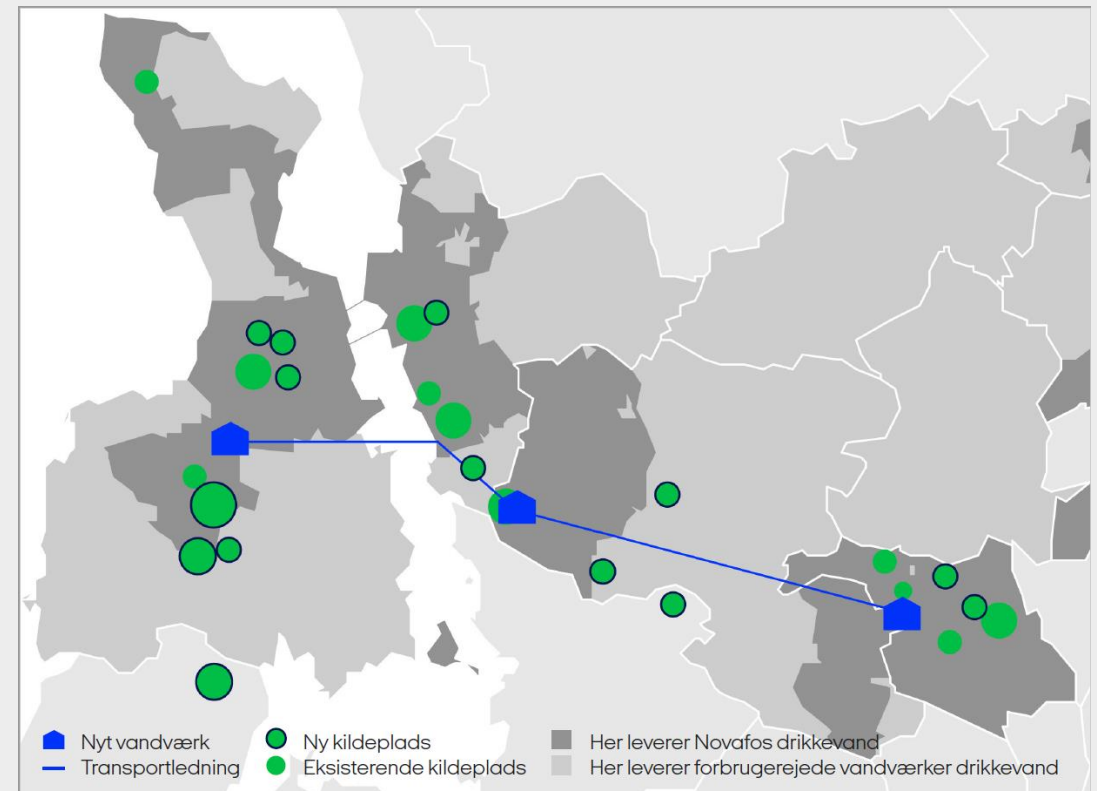 Nyt vandværk
Transportledning
Ny kildeplads
Eksisterende kildeplads
Her leverer Novafos drikkevand
Her leverer forbrugerejede vandværker drikkevand